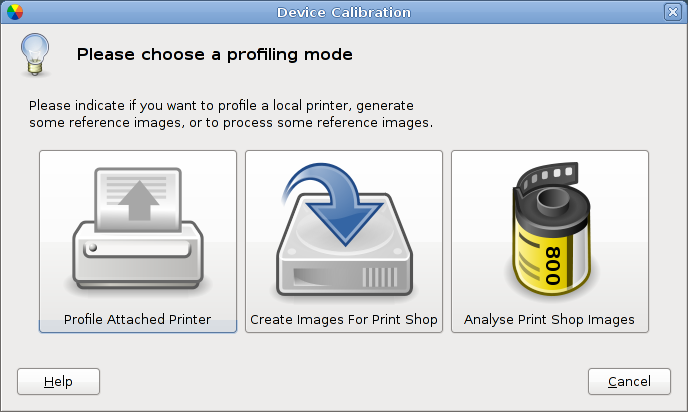 Device Calibration
Please choose a profiling mode
Please indicate if you want to profile a local printer, generate
some reference images, or to process some reference images.
800
Profile Attached Printer
Create Images For Print Shop
Analyse Print Shop Images
Help
Cancel